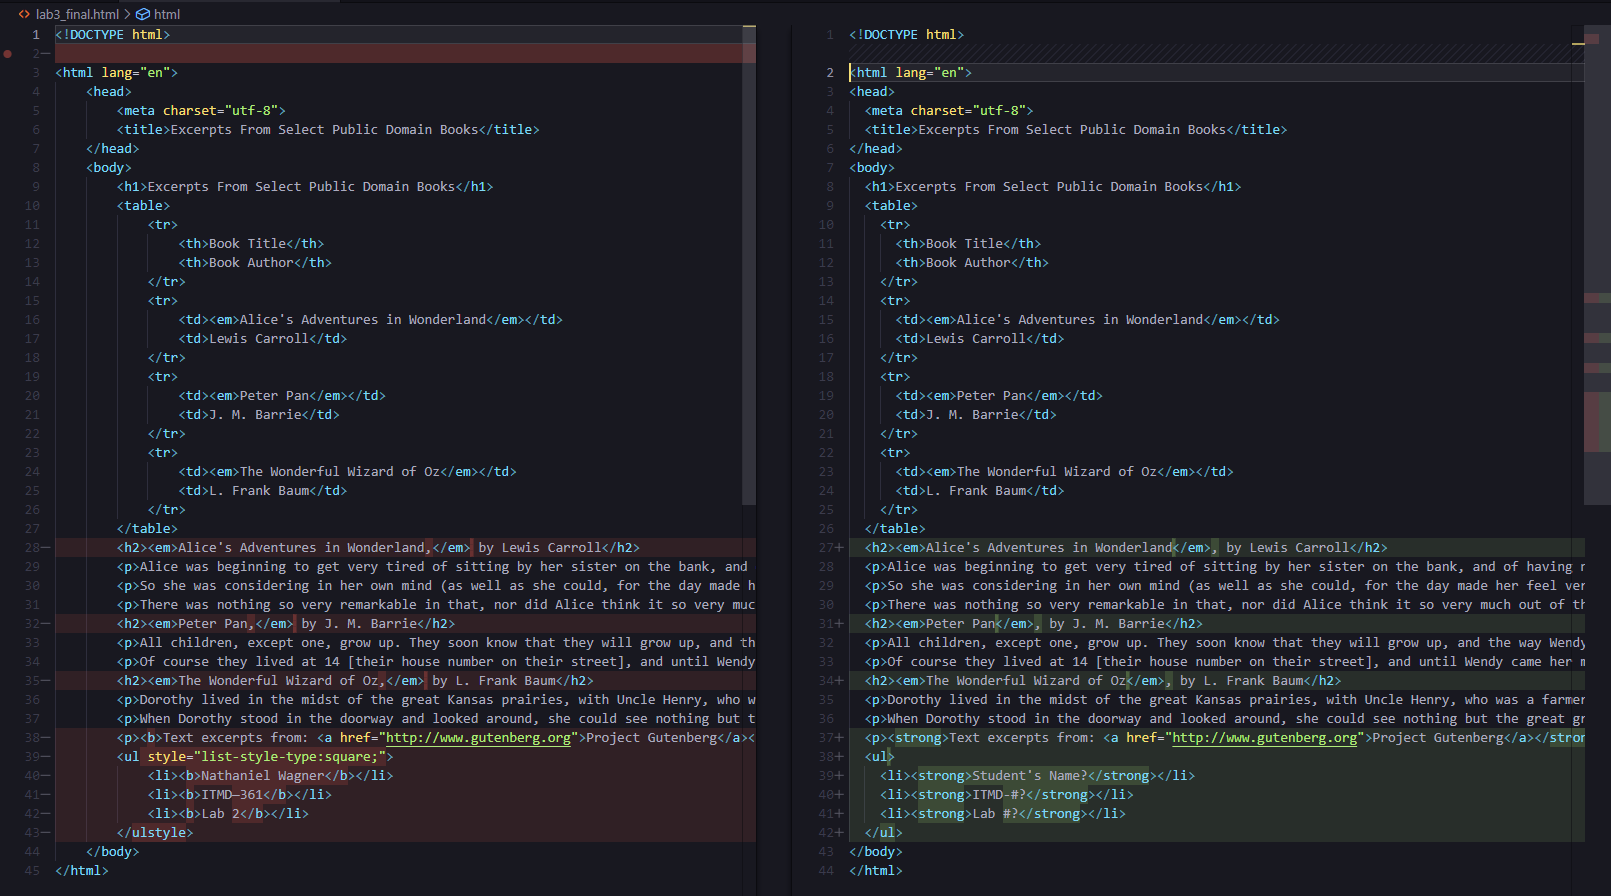 lab3_final.html > html
1 <!DOCTYPE html>
2−
3 <html lang="en">
4 <head>
5 <meta charset="utf-8">
6 <title>Excerpts From Select Public Domain Books</title>
7 </head>
8 <body>
9 <h1>Excerpts From Select Public Domain Books</h1>
10 <table>
11 <tr>
12 <th>Book Title</th>
13 <th>Book Author</th>
14 </tr>
15 <tr>
16 <td><em>Alice's Adventures in Wonderland</em></td>
17 <td>Lewis Carroll</td>
18 </tr>
19 <tr>
20 <td><em>Peter Pan</em></td>
21 <td>J. M. Barrie</td>
22 </tr>
23 <tr>
24 <td><em>The Wonderful Wizard of Oz</em></td>
25 <td>L. Frank Baum</td>
26 </tr>
27 </table>
28− <h2><em>Alice's Adventures in Wonderland,</em> by Lewis Carroll</h2>
29 <p>Alice was beginning to get very tired of sitting by her sister on the bank, and
30 <p>So she was considering in her own mind (as well as she could, for the day made h
31 <p>There was nothing so very remarkable in that, nor did Alice think it so very muc
32− <h2><em>Peter Pan,</em> by J. M. Barrie</h2>
33 <p>All children, except one, grow up. They soon know that they will grow up, and th
34 <p>Of course they lived at 14 [their house number on their street], and until Wendy
35− <h2><em>The Wonderful Wizard of Oz,</em> by L. Frank Baum</h2>
36 <p>Dorothy lived in the midst of the great Kansas prairies, with Uncle Henry, who w
37 <p>When Dorothy stood in the doorway and looked around, she could see nothing but t
38− <p><b>Text excerpts from: <a href="http://www.gutenberg.org">Project Gutenberg</a><
39− <ul style="list-style-type:square;">
40− <li><b>Nathaniel Wagner</b></li>
41− <li><b>ITMD–361</b></li>
42− <li><b>Lab 2</b></li>
43− </ulstyle>
44 </body>
45 </html>
1 <!DOCTYPE html>
2 <html lang="en">
3 <head>
4 <meta charset="utf-8">
5 <title>Excerpts From Select Public Domain Books</title>
6 </head>
7 <body>
8 <h1>Excerpts From Select Public Domain Books</h1>
9 <table>
10 <tr>
11 <th>Book Title</th>
12 <th>Book Author</th>
13 </tr>
14 <tr>
15 <td><em>Alice's Adventures in Wonderland</em></td>
16 <td>Lewis Carroll</td>
17 </tr>
18 <tr>
19 <td><em>Peter Pan</em></td>
20 <td>J. M. Barrie</td>
21 </tr>
22 <tr>
23 <td><em>The Wonderful Wizard of Oz</em></td>
24 <td>L. Frank Baum</td>
25 </tr>
26 </table>
27+ <h2><em>Alice's Adventures in Wonderland</em>, by Lewis Carroll</h2>
28 <p>Alice was beginning to get very tired of sitting by her sister on the bank, and of having n
29 <p>So she was considering in her own mind (as well as she could, for the day made her feel ver
30 <p>There was nothing so very remarkable in that, nor did Alice think it so very much out of th
31+ <h2><em>Peter Pan</em>, by J. M. Barrie</h2>
32 <p>All children, except one, grow up. They soon know that they will grow up, and the way Wendy
33 <p>Of course they lived at 14 [their house number on their street], and until Wendy came her m
34+ <h2><em>The Wonderful Wizard of Oz</em>, by L. Frank Baum</h2>
35 <p>Dorothy lived in the midst of the great Kansas prairies, with Uncle Henry, who was a farmer
36 <p>When Dorothy stood in the doorway and looked around, she could see nothing but the great gr
37+ <p><strong>Text excerpts from: <a href="http://www.gutenberg.org">Project Gutenberg</a></stron
38+ <ul>
39+ <li><strong>Student's Name?</strong></li>
40+ <li><strong>ITMD-#?</strong></li>
41+ <li><strong>Lab #?</strong></li>
42+ </ul>
43 </body>
44 </html>